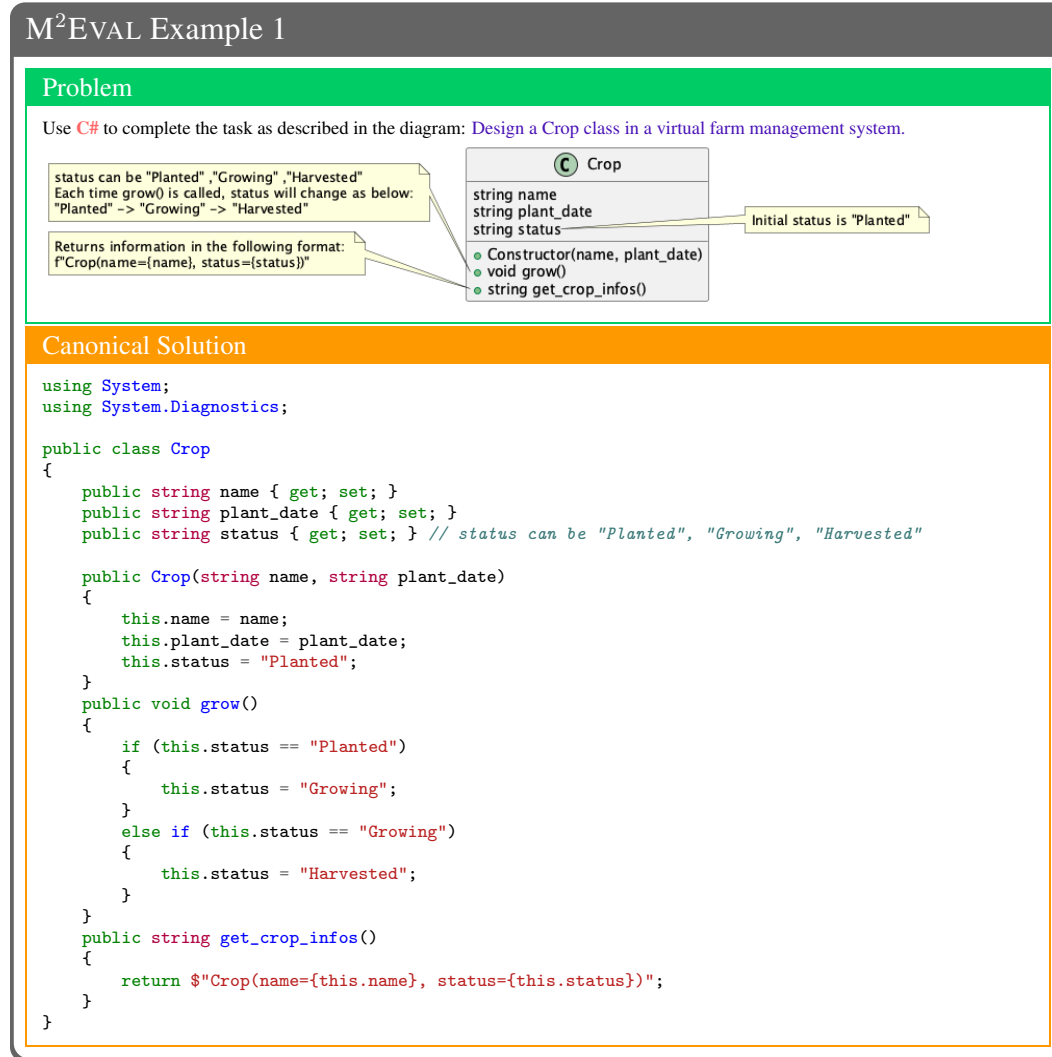 M²EVAL Example 1
Problem
Use C# to complete the task as described in the diagram: Design a Crop class in a virtual farm management system.
status can be "Planted" ,"Growing" ,"Harvested"
Each time grow() is called, status will change as below:
"Planted" -> "Growing" -> "Harvested"
Returns information in the following format:
f"Crop(name={name}, status={status})"
C Crop
string name
string plant_date
string status
Constructor(name, plant_date)
void grow()
string get_crop_infos()
Initial status is "Planted"
Canonical Solution
using System;
using System.Diagnostics;
public class Crop
{
    public string name { get; set; }
    public string plant_date { get; set; }
    public string status { get; set; } // status can be "Planted", "Growing", "Harvested"
    public Crop(string name, string plant_date)
    {
        this.name = name;
        this.plant_date = plant_date;
        this.status = "Planted";
    }
    public void grow()
    {
        if (this.status == "Planted")
        {
            this.status = "Growing";
        }
        else if (this.status == "Growing")
        {
            this.status = "Harvested";
        }
    }
    public string get_crop_infos()
    {
        return $"Crop(name={this.name}, status={this.status})";
    }
}